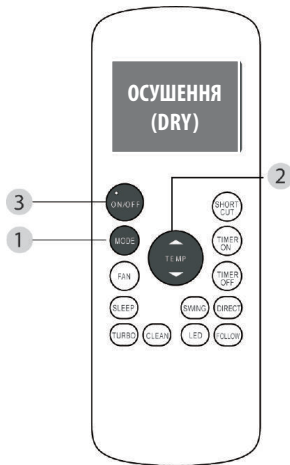 ОСУШЕННЯ
(DRY)
2
3
ON/OFF
SHORT
CUT
1
MODE
TEMP
TIMER
ON
FAN
TIMER
OFF
SLEEP
SWING
DIRECT
TURBO
CLEAN
LED
FOLLOW